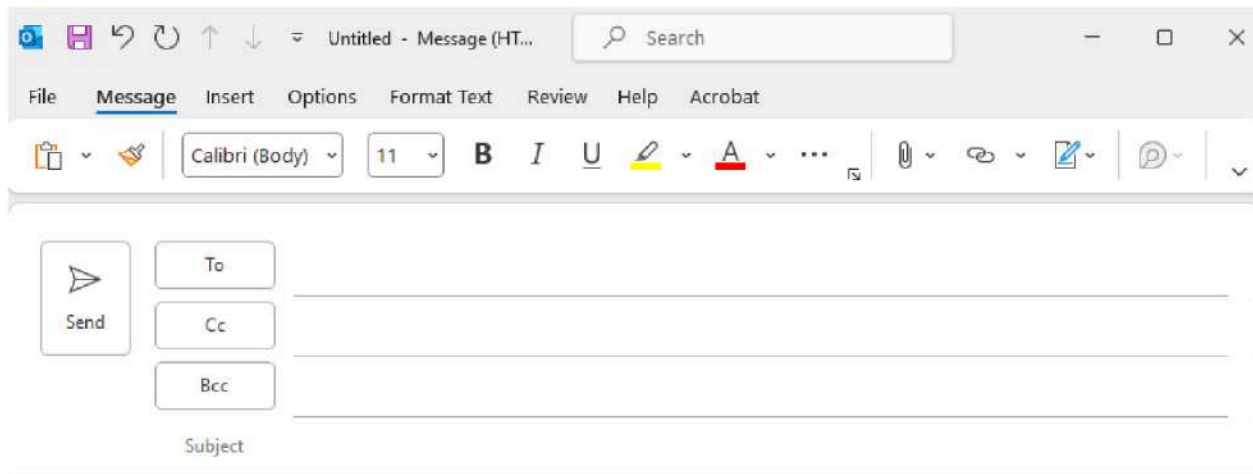 Untitled - Message (HT... Search
File Message Insert Options Format Text Review Help Acrobat
Calibri (Body) 11 B I U A ...
To
Send Cc
Bcc
Subject